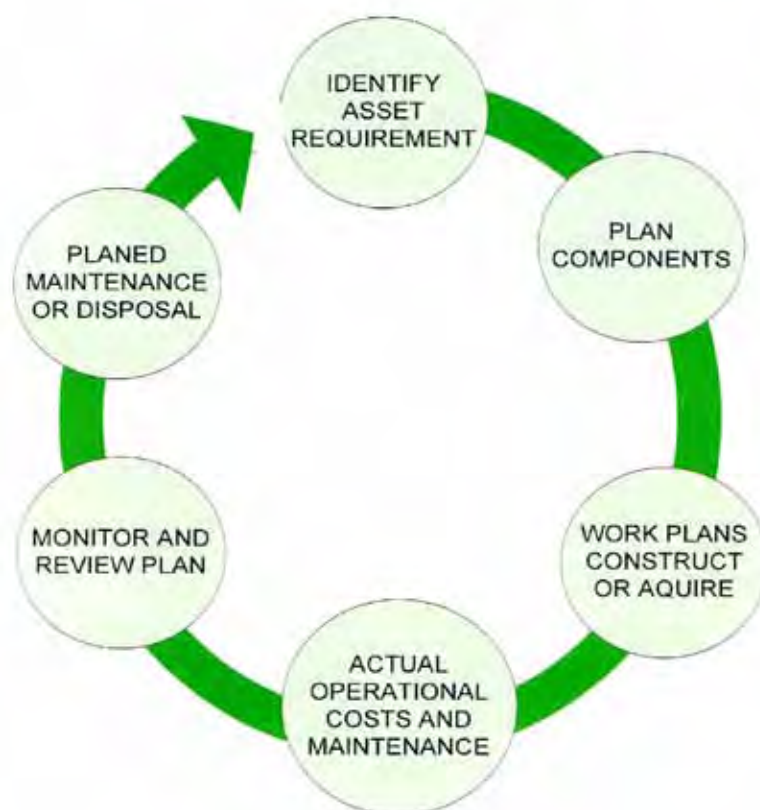 IDENTIFY
ASSET
REQUIREMENT
PLAN
COMPONENTS
WORK PLANS
CONSTRUCT
OR AQUIRE
ACTUAL
OPERATIONAL
COSTS AND
MAINTENANCE
MONITOR AND
REVIEW PLAN
PLANED
MAINTENANCE
OR DISPOSAL